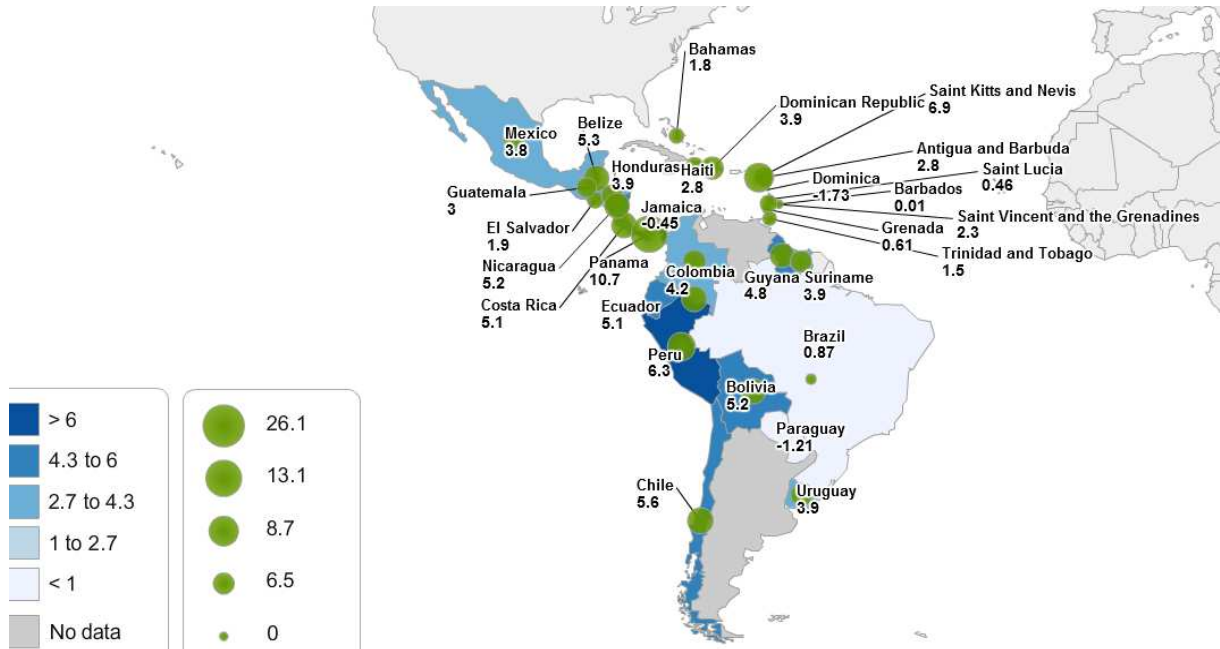 Bahamas
1.8
Dominican Republic
3.9
Saint Kitts and Nevis
6.9
Mexico
3.8
Belize
5.3
Antigua and Barbuda
2.8
Honduras
3.9
Haiti
2.8
Dominica
-1.73
Saint Lucia
0.46
Guatemala
3
Barbados
0.01
Jamaica
-0.45
Saint Vincent and the Grenadines
2.3
El Salvador
1.9
Grenada
0.61
Trinidad and Tobago
1.5
Nicaragua
5.2
Panama
10.7
Colombia
4.2
Guyana
4.8
Suriname
3.9
Costa Rica
5.1
Ecuador
5.1
Brazil
0.87
Peru
6.3
Bolivia
5.2
Paraguay
-1.21
Chile
5.6
Uruguay
3.9
> 6
4.3 to 6
2.7 to 4.3
1 to 2.7
< 1
No data
26.1
13.1
8.7
6.5
0